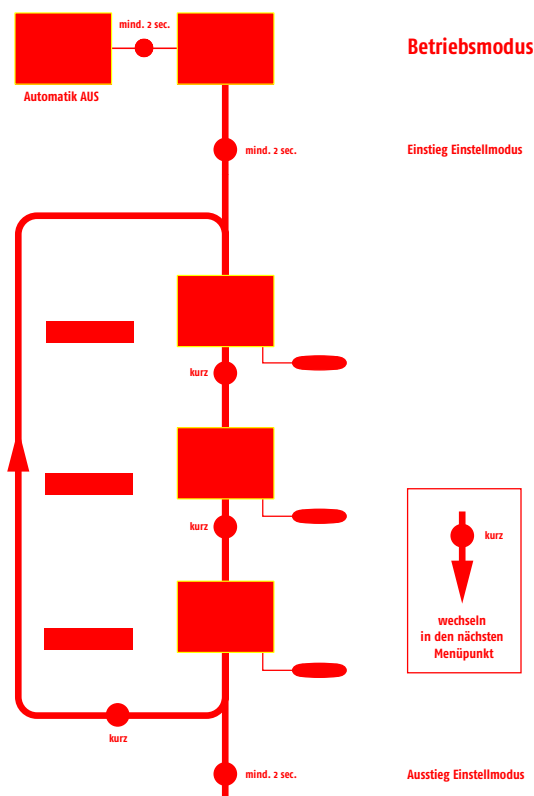 mind. 2 sec.
Betriebsmodus
Automatik AUS
mind. 2 sec.
Einstieg Einstellmodus
kurz
kurz
kurz
wechseln
in den nächsten
Menüpunkt
kurz
mind. 2 sec.
Ausstieg Einstellmodus